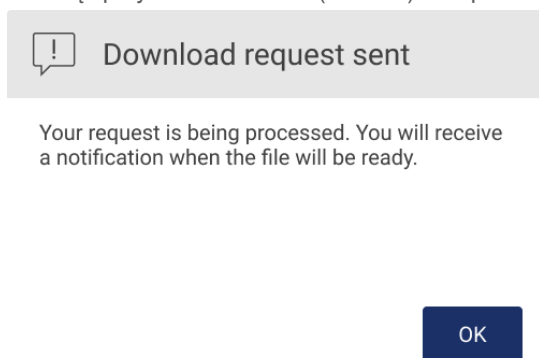 !
Download request sent
Your request is being processed. You will receive
a notification when the file will be ready.
OK